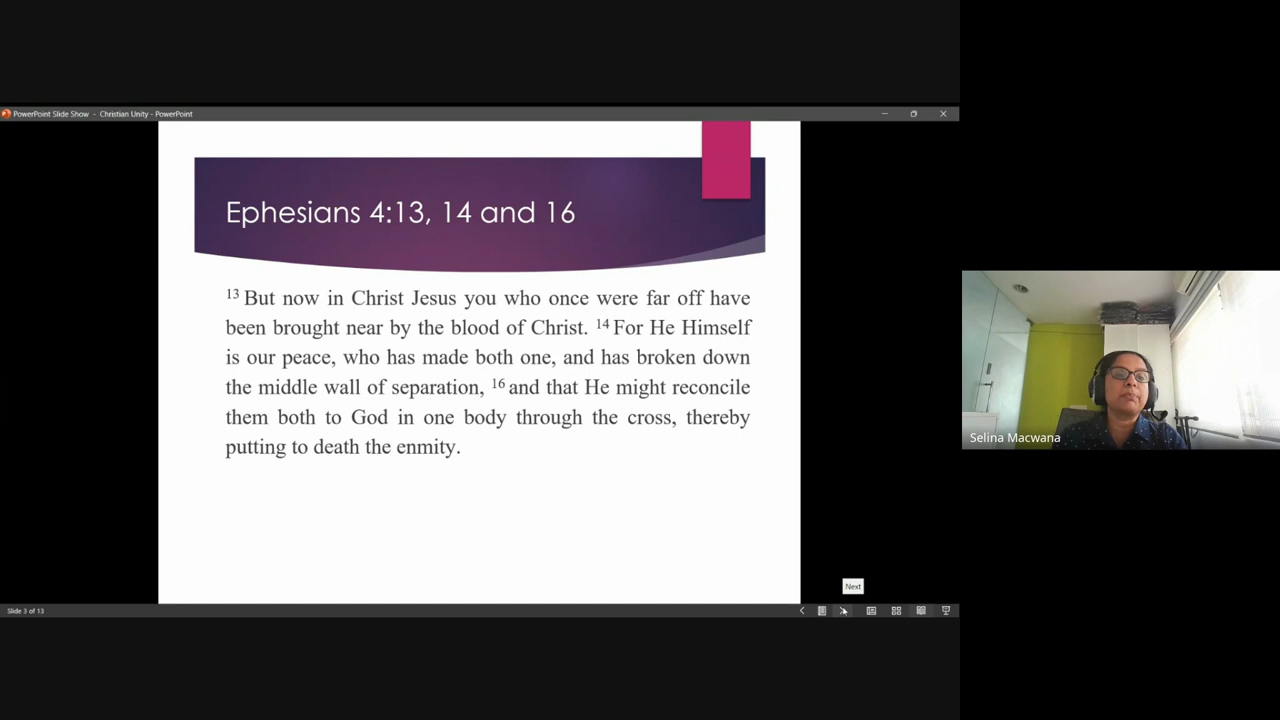 PowerPoint Slide Show - Christian Unity - PowerPoint
Ephesians 4:13, 14 and 16
13 But now in Christ Jesus you who once were far off have
been brought near by the blood of Christ. 14 For He Himself
is our peace, who has made both one, and has broken down
the middle wall of separation, 16 and that He might reconcile
them both to God in one body through the cross, thereby
putting to death the enmity.
Selina Macwana
Next
Slide 3 of 13